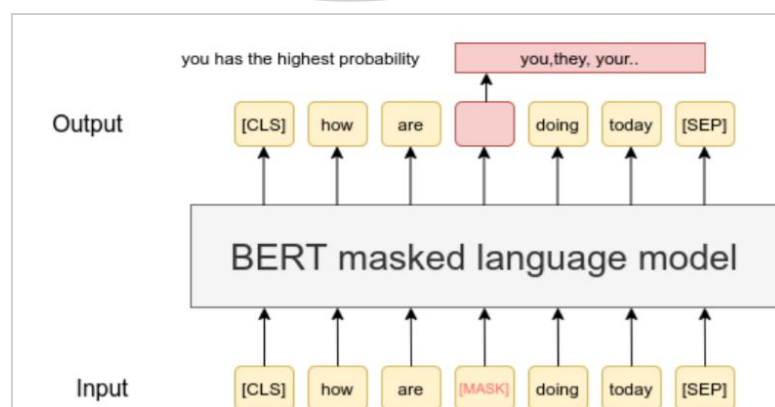 you has the highest probability
you,they, your..
Output
[CLS] how are doing today [SEP]
BERT masked language model
Input
[CLS] how are [MASK] doing today [SEP]